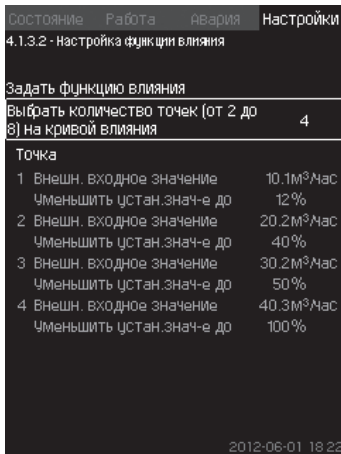 Состояние Работа Авария Настройки
4.1.3.2 - Настройка функции влияния
Задать функцию влияния
Выбрать количество точек (от 2 до 4
8) на кривой влияния
Точка
1 Внешн. входное значение 10.1м³/час
Уменьшить устан.знач-е до 12%
2 Внешн. входное значение 20.2м³/час
Уменьшить устан.знач-е до 40%
3 Внешн. входное значение 30.2м³/час
Уменьшить устан.знач-е до 50%
4 Внешн. входное значение 40.3м³/час
Уменьшить устан.знач-е до 100%
2012-06-01 18:22